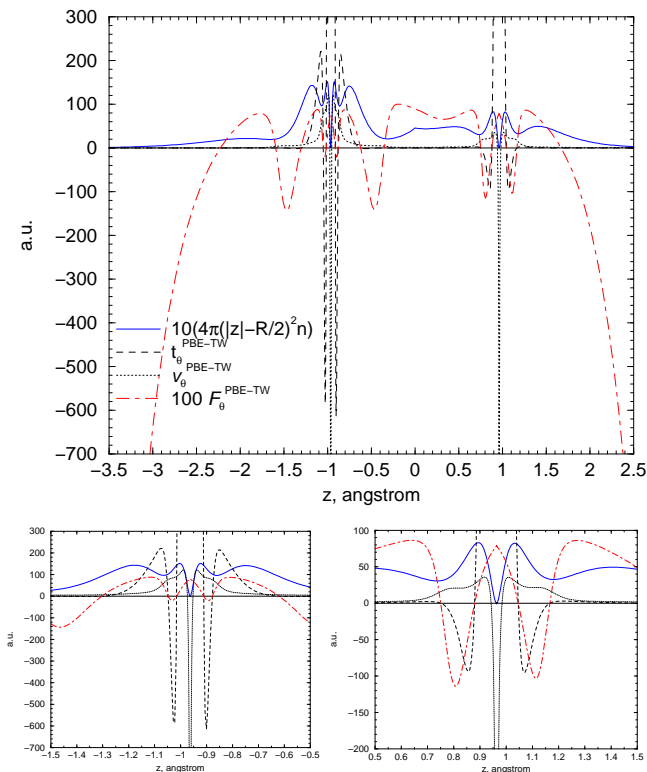 300
200
100
0
−100
−200
−300
−400
−500
−600
−700
a.u.
10(4π(|z|−R/2)²n)
t_θ^PBE−TW
v_θ^PBE−TW
100 F_θ^PBE−TW
−3.5 −3 −2.5 −2 −1.5 −1 −0.5 0 0.5 1 1.5 2 2.5
z, angstrom
300
200
100
0
−100
−200
−300
−400
−500
−600
−700
a.u.
−1.5 −1.4 −1.3 −1.2 −1.1 −1 −0.9 −0.8 −0.7 −0.6 −0.5
z, angstrom
100
50
0
−50
−100
−150
−200
a.u.
0.5 0.6 0.7 0.8 0.9 1 1.1 1.2 1.3 1.4 1.5
z, angstrom